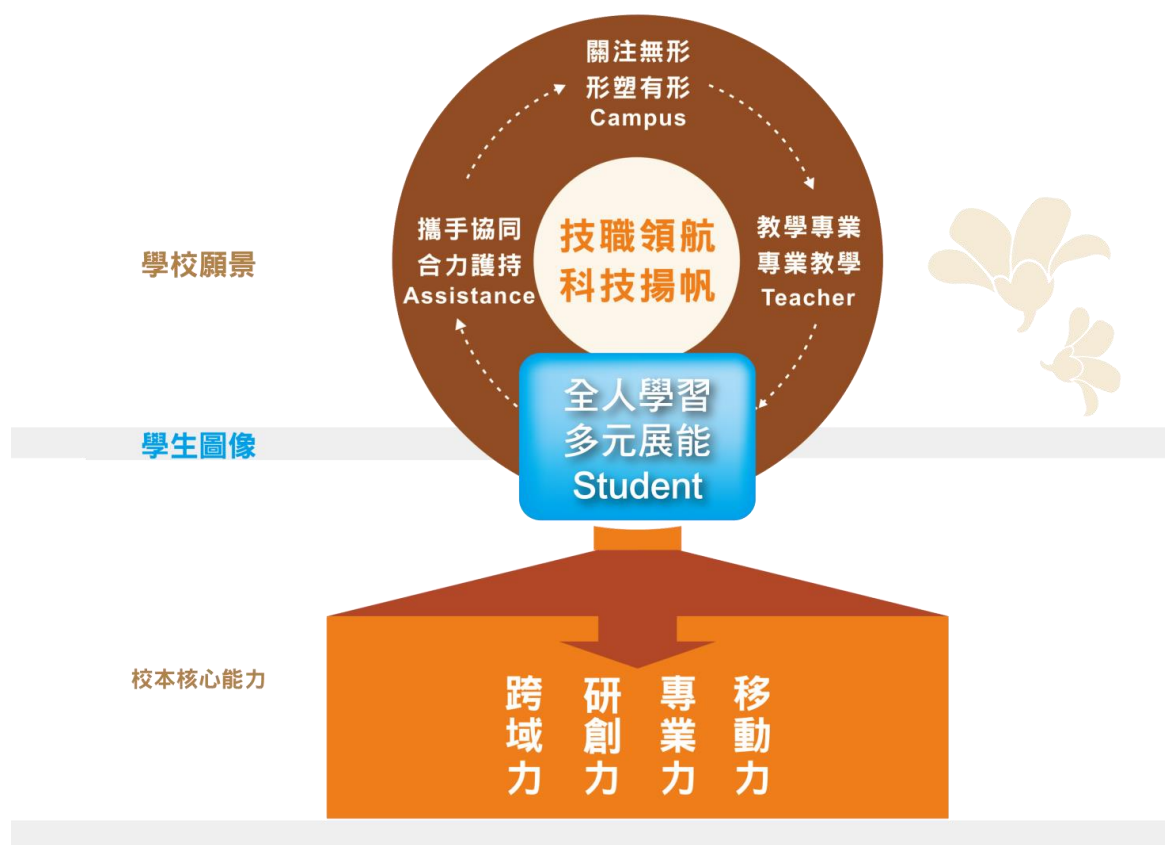 關注無形
形塑有形
Campus
學校願景
攜手協同
合力護持
Assistance
技職領航
科技揚帆
教學專業
專業教學
Teacher
學生圖像
全人學習
多元展能
Student
校本核心能力
跨域力
研創力
專業力
移動力